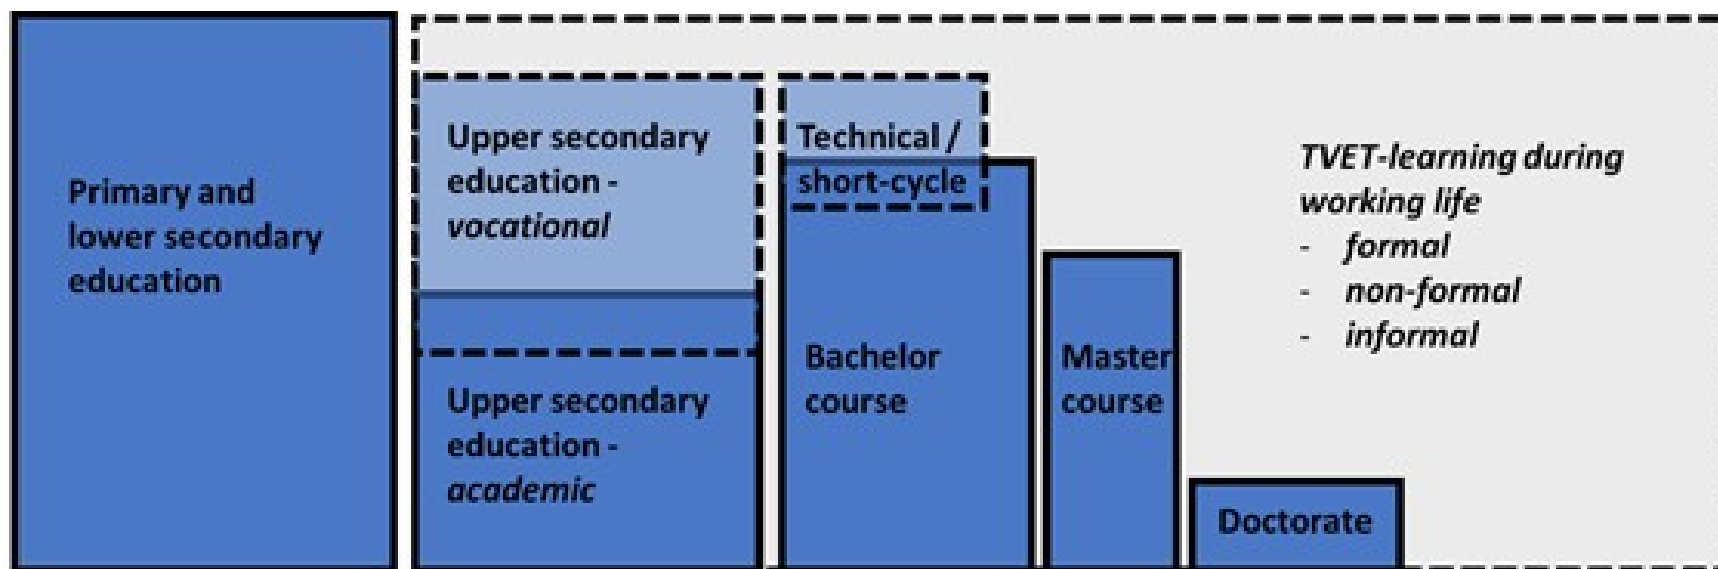 Primary and
lower secondary
education
Upper secondary
education -
vocational
Upper secondary
education -
academic
Technical /
short-cycle
Bachelor
course
Master
course
Doctorate
TVET-learning during
working life
- formal
- non-formal
- informal